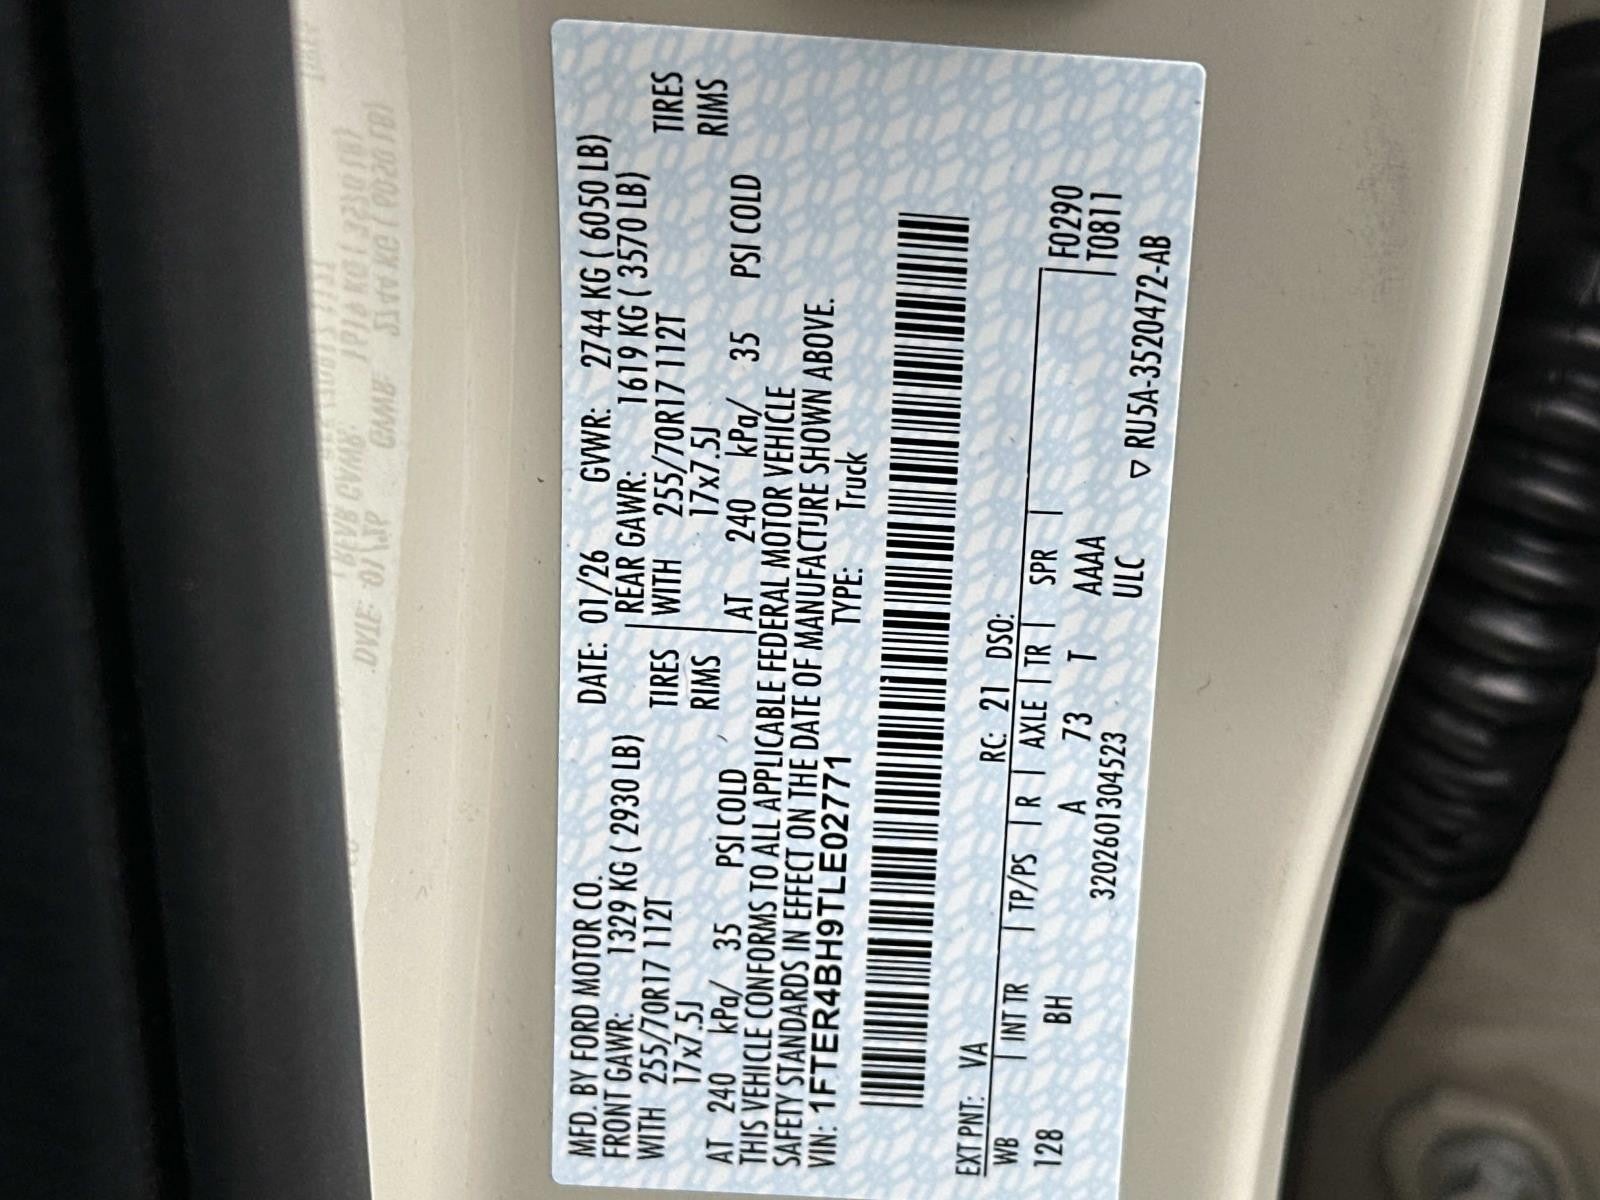 MFD. BY FORD MOTOR CO.
DATE: 01/26 GVWR: 2744 KG ( 6050 LB)
FRONT GAWR: 1329 KG ( 2930 LB)
REAR GAWR: 1619 KG ( 3570 LB)
WITH 255/70R17 112T TIRES
WITH 255/70R17 112T TIRES
17x7.5J RIMS
17x7.5J RIMS
AT 240 kPa/ 35 PSI COLD
AT 240 kPa/ 35 PSI COLD
THIS VEHICLE CONFORMS TO ALL APPLICABLE FEDERAL MOTOR VEHICLE
SAFETY STANDARDS IN EFFECT ON THE DATE OF MANUFACTURE SHOWN ABOVE.
VIN: 1FTER4BH9TLE02771 TYPE: Truck
EXT PNT: VA RC: 21 DSO:
WB | INT TR | TP/PS | R | AXLE | TR | SPR | F0290
128 BH A 73 T AAAA T0811
3202601304523 ULC
▽ RU5A-3520472-AB